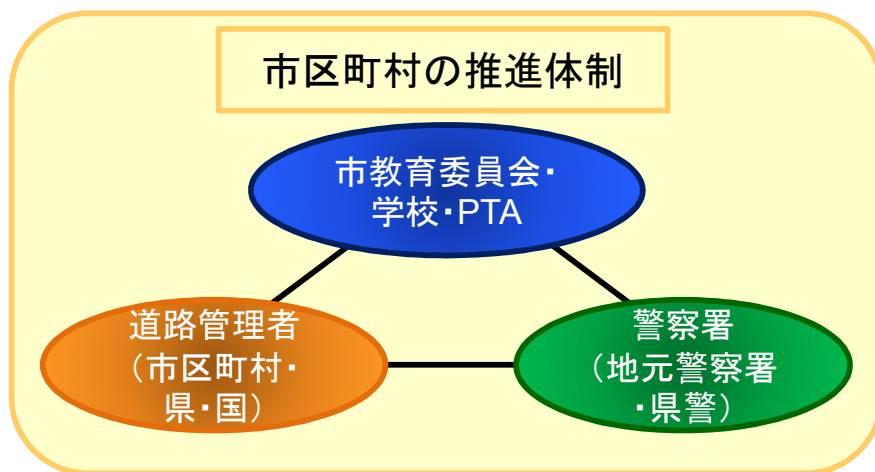 市区町村の推進体制
市教育委員会・
学校・PTA
道路管理者
（市区町村・
県・国）
警察署
（地元警察署
・県警）